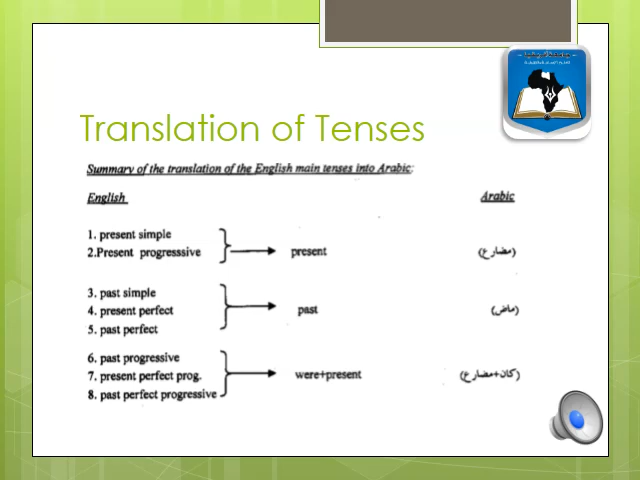 Translation of Tenses
Summary of the translation of the English main tenses into Arabic:
English Arabic
1. present simple
2.Present progresssive present (مضارع)
3. past simple
4. present perfect past (ماض)
5. past perfect
6. past progressive
7. present perfect prog. were+present (كان+مضارع)
8. past perfect progressive